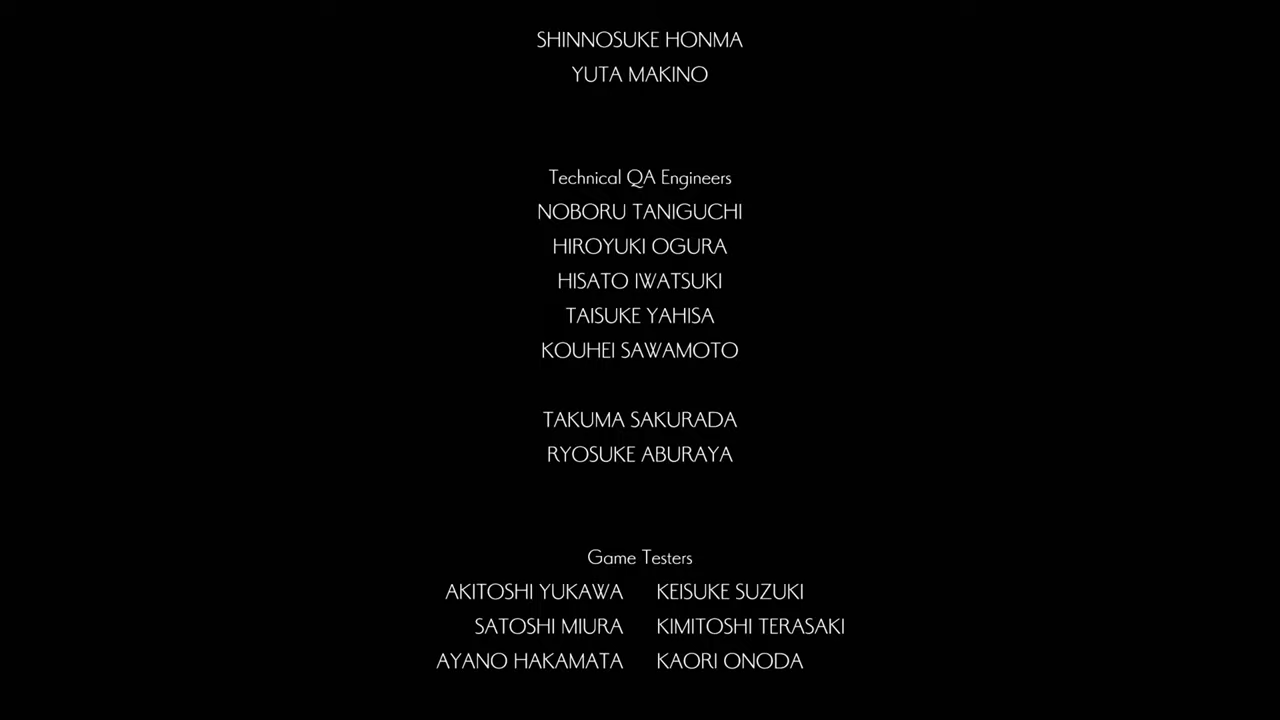 SHINNOSUKE HONMA
YUTA MAKINO
Technical QA Engineers
NOBORU TANIGUCHI
HIROYUKI OGURA
HISATO IWATSUKI
TAISUKE YAHISA
KOUHEI SAWAMOTO
TAKUMA SAKURADA
RYOSUKE ABURAYA
Game Testers
AKITOSHI YUKAWA KEISUKE SUZUKI
SATOSHI MIURA KIMITOSHI TERASAKI
AYANO HAKAMATA KAORI ONODA